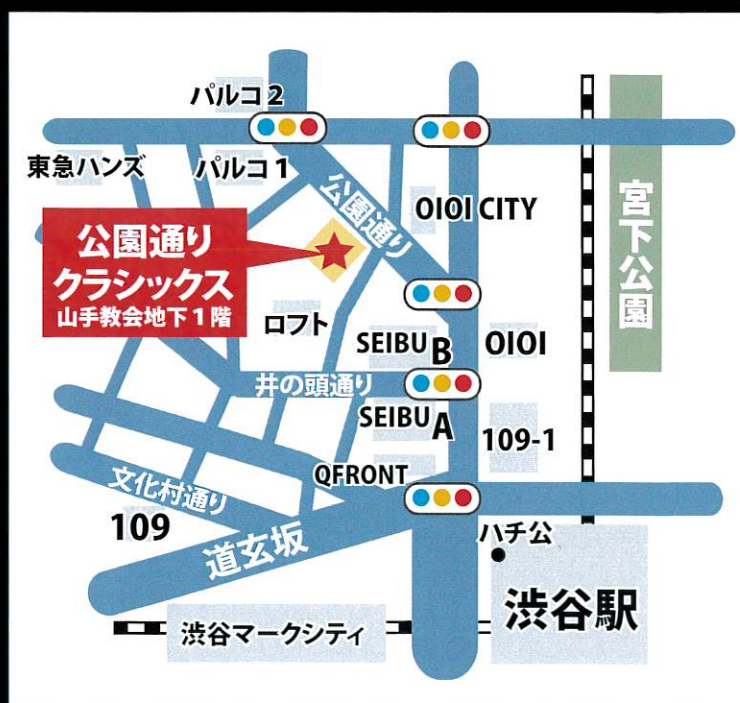 パルコ2
東急ハンズ
パルコ1
公園通り
OIOI CITY
宮下公園
公園通り
クラシックス
山手教会地下1階
ロフト
SEIBU B
OIOI
井の頭通り
SEIBU A
109-1
QFRONT
文化村通り
109
道玄坂
ハチ公
渋谷駅
渋谷マークシティ